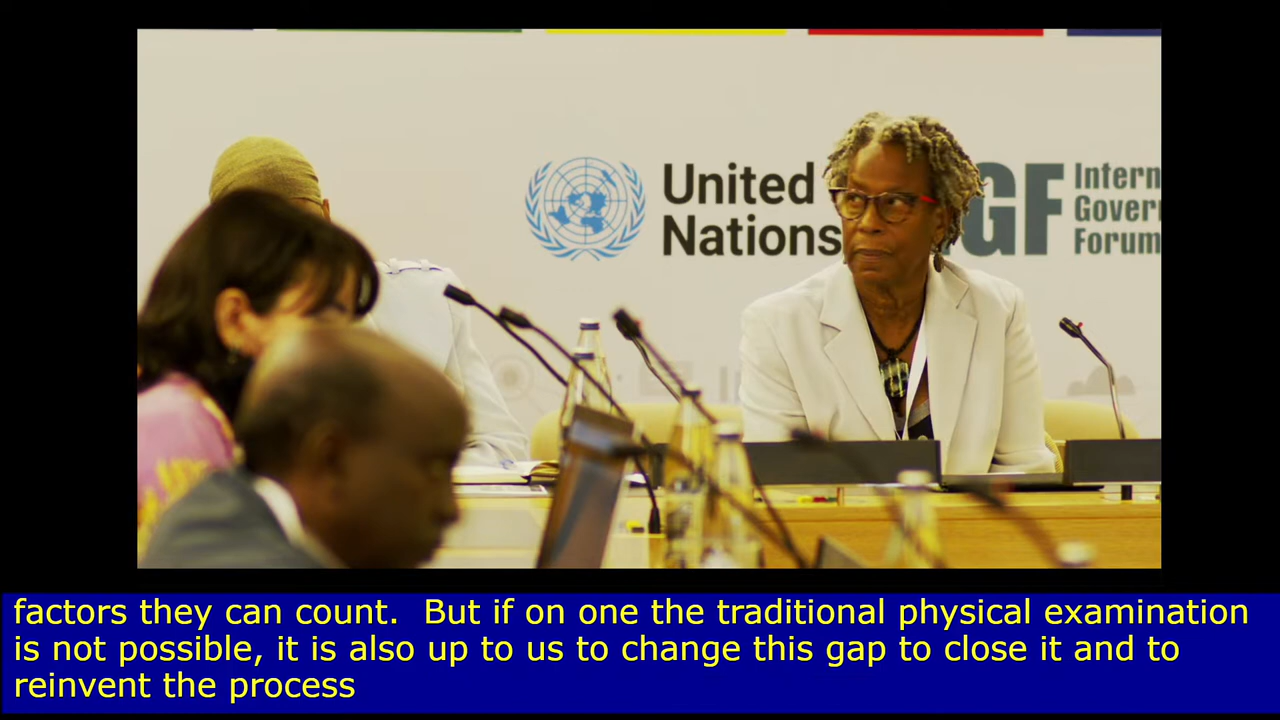 United
Nations
GF
Intern
Gover
Forum
factors they can count.  But if on one the traditional physical examination
is not possible, it is also up to us to change this gap to close it and to
reinvent the process